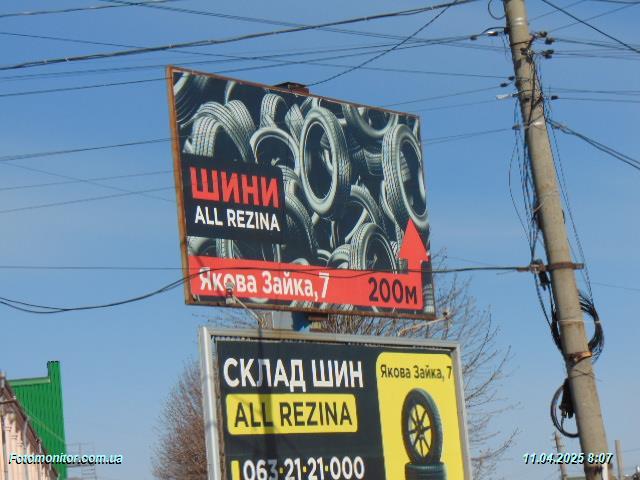 ШИНИ
ALL REZINA
Якова Зайка,7
200м
СКЛАД ШИН
ALL REZINA
063-21-21-000
Якова Зайка, 7
Fotomonitor.com.ua
11.04.2025 8:07